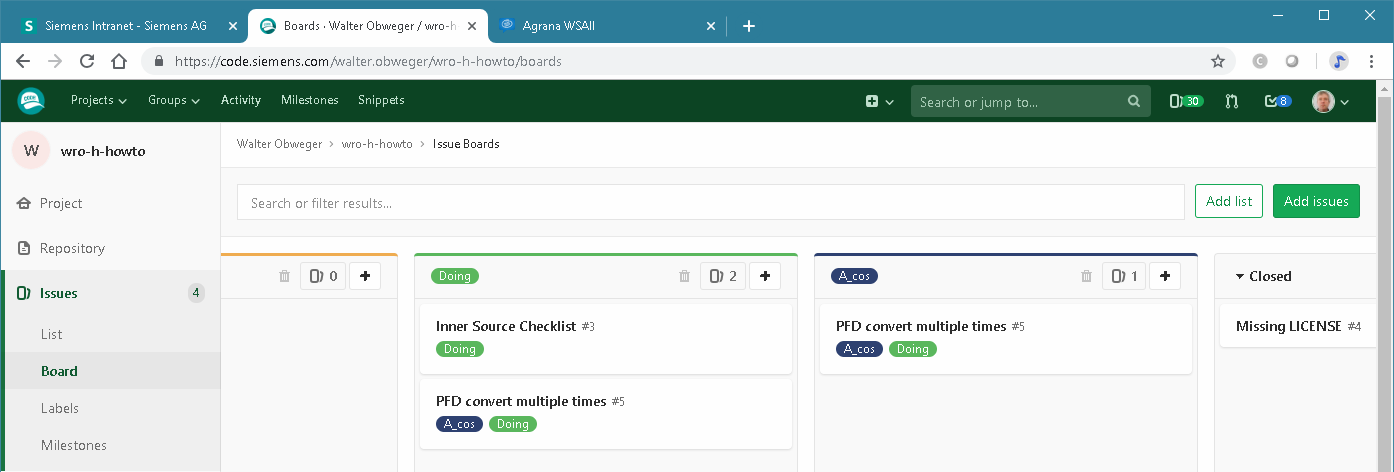 Siemens Intranet - Siemens AG
Boards · Walter Obweger / wro-h
Agrana WSAII
https://code.siemens.com/walter.obweger/wro-h-howto/boards
CODE
Projects Groups Activity Milestones Snippets
Search or jump to...
30
8
W wro-h-howto
Walter Obweger > wro-h-howto > Issue Boards
Project
Search or filter results...
Add list
Add issues
Repository
Issues 4
List
Board
Labels
Milestones
0
Doing 2
Inner Source Checklist #3
Doing
PFD convert multiple times #5
A_cos Doing
A_cos 1
PFD convert multiple times #5
A_cos Doing
Closed
Missing LICENSE #4